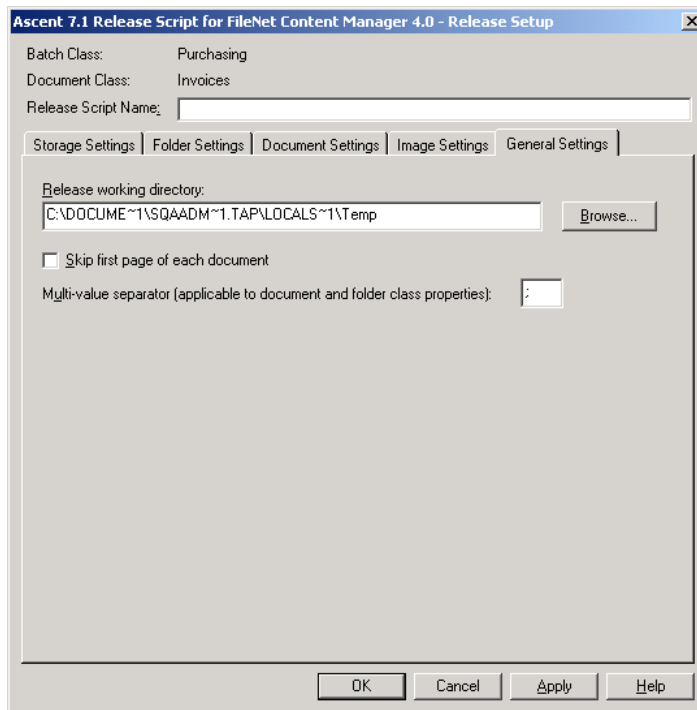 Ascent 7.1 Release Script for FileNet Content Manager 4.0 - Release Setup
Batch Class: Purchasing
Document Class: Invoices
Release Script Name:
Storage Settings Folder Settings Document Settings Image Settings General Settings
Release working directory:
C:\DOCUME~1\SQAADM~1.TAP\LOCALS~1\Temp Browse...
Skip first page of each document
Multi-value separator (applicable to document and folder class properties): ;
OK Cancel Apply Help